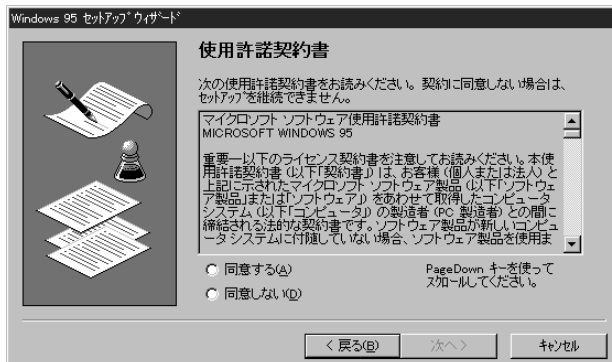 Windows 95 ｾｯﾄｱｯﾌﾟ ｳｨｻﾞｰﾄﾞ
使用許諾契約書
次の使用許諾契約書をお読みください。契約に同意しない場合は、
ｾｯﾄｱｯﾌﾟを継続できません。
マイクロソフト ソフトウェア使用許諾契約書
MICROSOFT WINDOWS 95
重要－以下のライセンス契約書を注意してお読みください。本使
用許諾契約書 (以下「契約書」) は、お客様 (個人または法人) と
上記に示されたマイクロソフト ソフトウェア製品 (以下「ソフトウェ
ア製品」または「ソフトウェア」) をあわせて取得したコンピュータ
システム (以下「コンピュータ」) の製造者 (PC 製造者) との間に
締結される法的な契約書です。ソフトウェア製品が新しいコンピュ
ータ システムに付随していない場合、ソフトウェア製品を使用ま
同意する(A)
同意しない(D)
PageDown キーを使って
ｽｸﾛｰﾙしてください。
< 戻る(B)
次へ >
ｷｬﾝｾﾙ